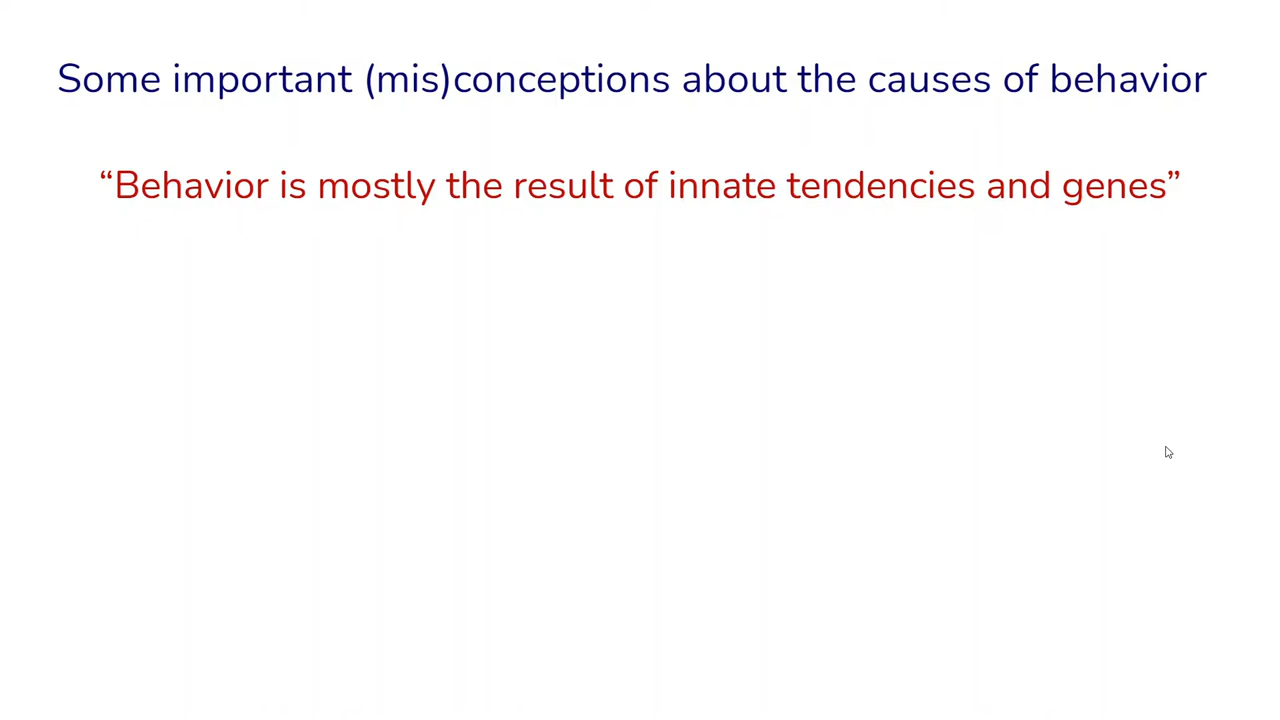 Some important (mis)conceptions about the causes of behavior
“Behavior is mostly the result of innate tendencies and genes”